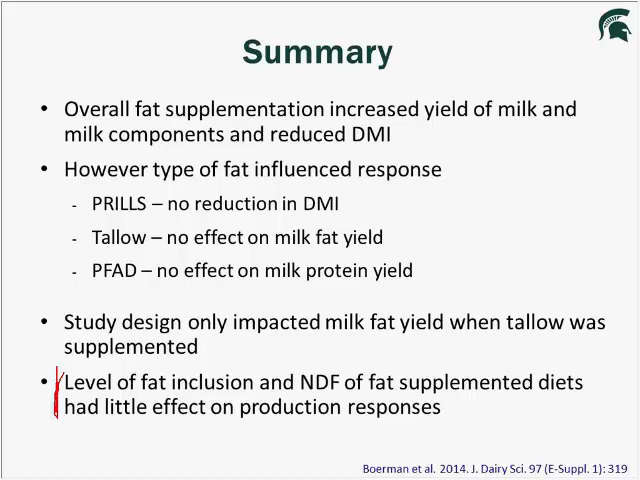 Summary
• Overall fat supplementation increased yield of milk and
milk components and reduced DMI
• However type of fat influenced response
- PRILLS – no reduction in DMI
- Tallow – no effect on milk fat yield
- PFAD – no effect on milk protein yield
• Study design only impacted milk fat yield when tallow was
supplemented
• Level of fat inclusion and NDF of fat supplemented diets
had little effect on production responses
Boerman et al. 2014. J. Dairy Sci. 97 (E-Suppl. 1): 319